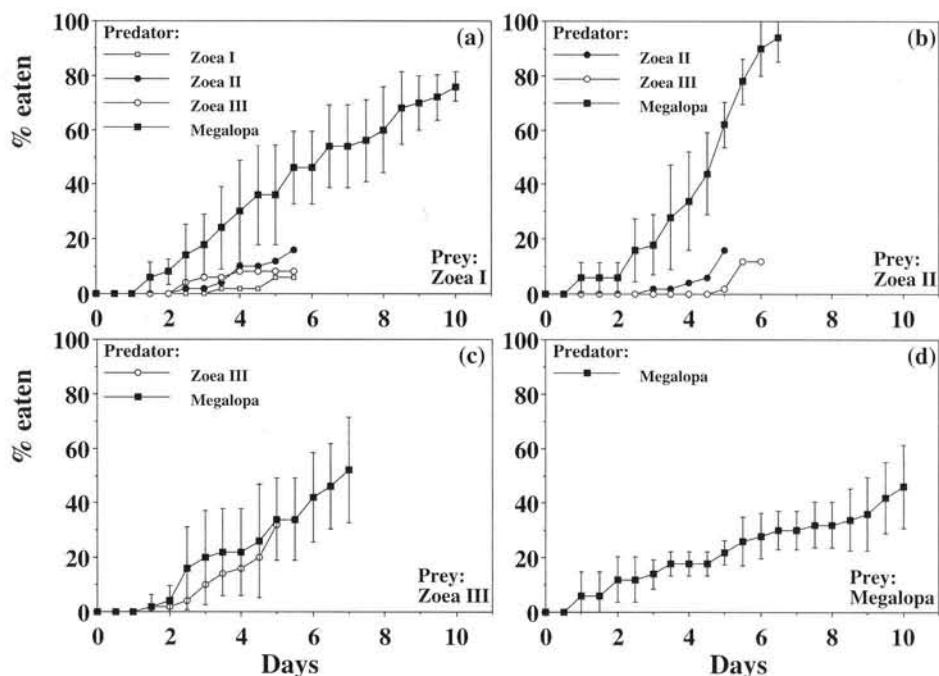 100
80
60
40
20
0
% eaten
Predator:
Zoea I
Zoea II
Zoea III
Megalopa
(a)
Prey:
Zoea I
0 2 4 6 8 10
100
80
60
40
20
0
Predator:
Zoea II
Zoea III
Megalopa
(b)
Prey:
Zoea II
0 2 4 6 8 10
100
80
60
40
20
0
% eaten
Predator:
Zoea III
Megalopa
(c)
Prey:
Zoea III
0 2 4 6 8 10
Days
100
80
60
40
20
0
Predator:
Megalopa
(d)
Prey:
Megalopa
0 2 4 6 8 10
Days